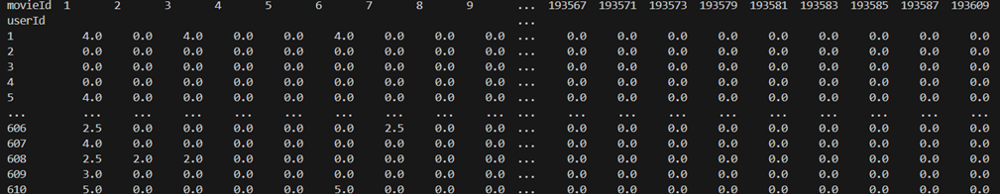 movieId 1 2 3 4 5 6 7 8 9 ... 193567 193571 193573 193579 193581 193583 193585 193587 193609
userId ...
1 4.0 0.0 4.0 0.0 0.0 4.0 0.0 0.0 0.0 ... 0.0 0.0 0.0 0.0 0.0 0.0 0.0 0.0 0.0
2 0.0 0.0 0.0 0.0 0.0 0.0 0.0 0.0 0.0 ... 0.0 0.0 0.0 0.0 0.0 0.0 0.0 0.0 0.0
3 0.0 0.0 0.0 0.0 0.0 0.0 0.0 0.0 0.0 ... 0.0 0.0 0.0 0.0 0.0 0.0 0.0 0.0 0.0
4 0.0 0.0 0.0 0.0 0.0 0.0 0.0 0.0 0.0 ... 0.0 0.0 0.0 0.0 0.0 0.0 0.0 0.0 0.0
5 4.0 0.0 0.0 0.0 0.0 0.0 0.0 0.0 0.0 ... 0.0 0.0 0.0 0.0 0.0 0.0 0.0 0.0 0.0
... ... ... ... ... ... ... ... ... ... ... ... ... ... ... ... ... ... ... ...
606 2.5 0.0 0.0 0.0 0.0 0.0 2.5 0.0 0.0 ... 0.0 0.0 0.0 0.0 0.0 0.0 0.0 0.0 0.0
607 4.0 0.0 0.0 0.0 0.0 0.0 0.0 0.0 0.0 ... 0.0 0.0 0.0 0.0 0.0 0.0 0.0 0.0 0.0
608 2.5 2.0 2.0 0.0 0.0 0.0 0.0 0.0 0.0 ... 0.0 0.0 0.0 0.0 0.0 0.0 0.0 0.0 0.0
609 3.0 0.0 0.0 0.0 0.0 0.0 0.0 0.0 0.0 ... 0.0 0.0 0.0 0.0 0.0 0.0 0.0 0.0 0.0
610 5.0 0.0 0.0 0.0 0.0 5.0 0.0 0.0 0.0 ... 0.0 0.0 0.0 0.0 0.0 0.0 0.0 0.0 0.0